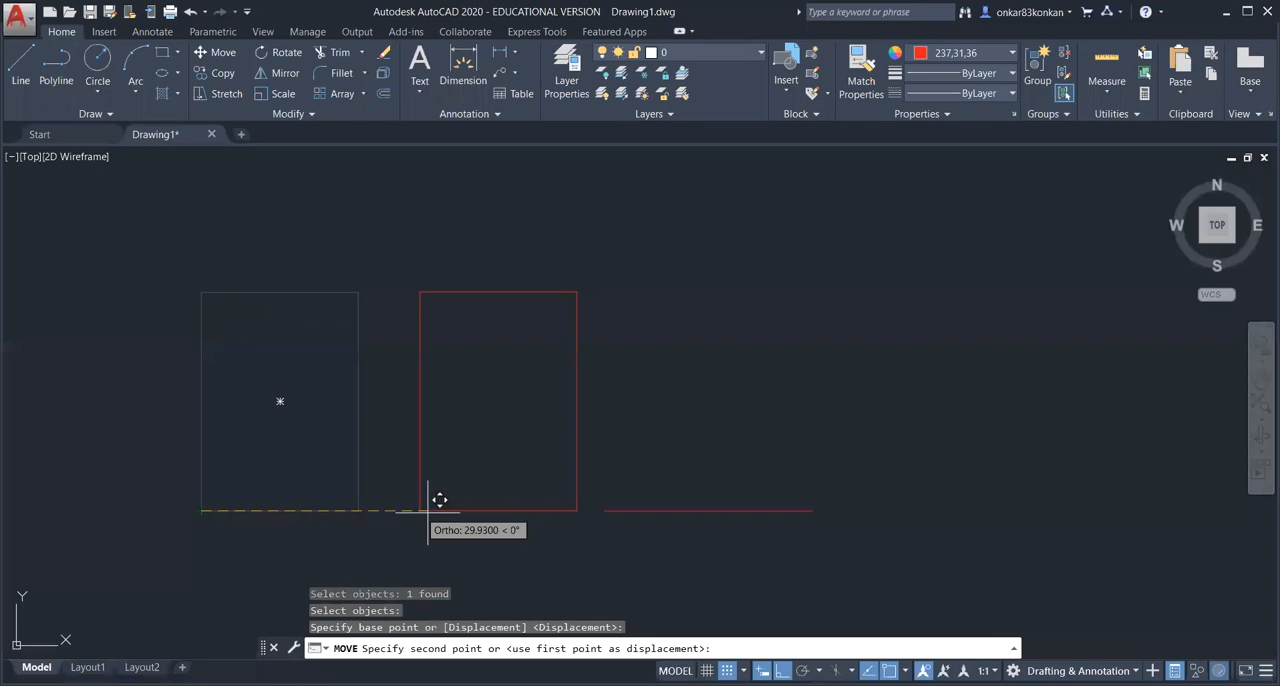 Autodesk AutoCAD 2020 - EDUCATIONAL VERSION Drawing1.dwg
Type a keyword or phrase
onkar83konkan
Home Insert Annotate Parametric View Manage Output Add-ins Collaborate Express Tools Featured Apps
Line Polyline Circle Arc
Move Rotate Trim
Copy Mirror Fillet
Stretch Scale Array
Text Dimension
Table
Layer Properties
0
Insert
Match Properties
237,31,36
ByLayer
ByLayer
Group
Measure
Paste
Base
Draw Modify Annotation Layers Block Properties Groups Utilities Clipboard View
Start Drawing1*
[−][Top][2D Wireframe]
N
W TOP E
S
WCS
Ortho: 29.9300 < 0°
Select objects: 1 found
Select objects:
Specify base point or [Displacement] <Displacement>:
MOVE Specify second point or <use first point as displacement>:
Y
X
Model Layout1 Layout2
MODEL 1:1 Drafting & Annotation